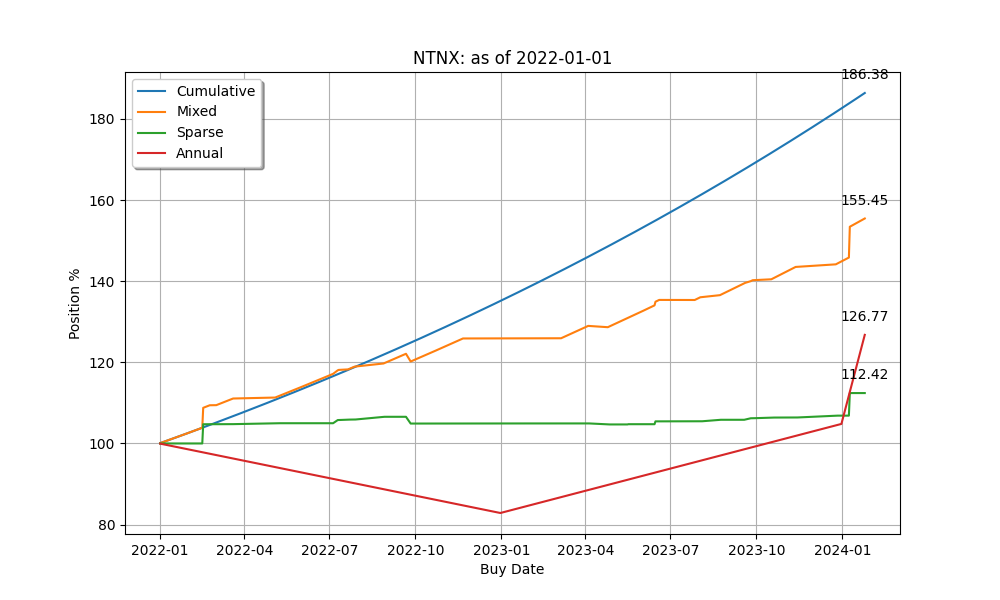 NTNX: as of 2022-01-01
186.38
Cumulative
Mixed
Sparse
Annual
180
160
155.45
140
126.77
120
112.42
100
80
Position %
2022-01 2022-04 2022-07 2022-10 2023-01 2023-04 2023-07 2023-10 2024-01
Buy Date